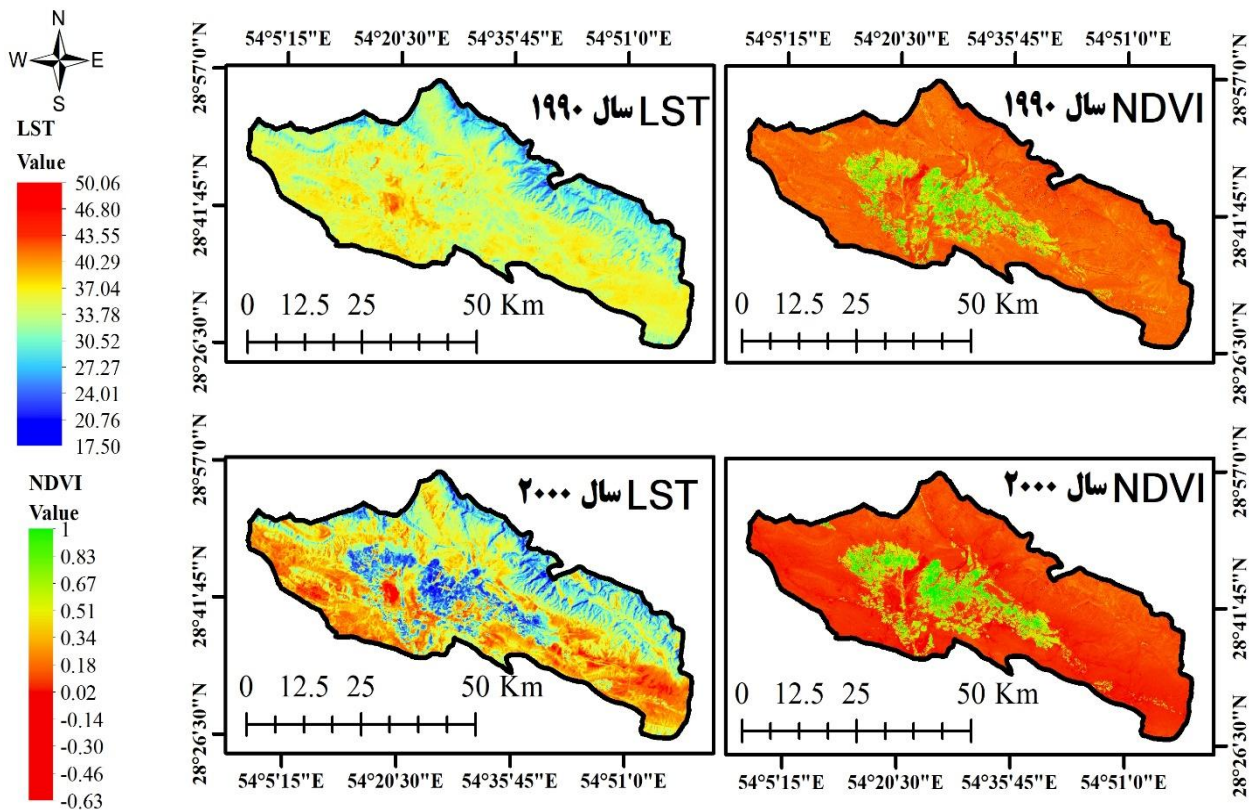 N
W E
S
LST
Value
50.06
46.80
43.55
40.29
37.04
33.78
30.52
27.27
24.01
20.76
17.50
NDVI
Value
1
0.83
0.67
0.51
0.34
0.18
0.02
-0.14
-0.30
-0.46
-0.63
54°5'15"E 54°20'30"E 54°35'45"E 54°51'0"E
54°5'15"E 54°20'30"E 54°35'45"E 54°51'0"E
28°57'0"N
28°41'45"N
28°26'30"N
LST سال ۱۹۹۰
0 12.5 25 50 Km
NDVI سال ۱۹۹۰
0 12.5 25 50 Km
28°57'0"N
28°41'45"N
28°26'30"N
28°57'0"N
28°41'45"N
28°26'30"N
LST سال ۲۰۰۰
0 12.5 25 50 Km
NDVI سال ۲۰۰۰
0 12.5 25 50 Km
28°57'0"N
28°41'45"N
28°26'30"N
54°5'15"E 54°20'30"E 54°35'45"E 54°51'0"E
54°5'15"E 54°20'30"E 54°35'45"E 54°51'0"E